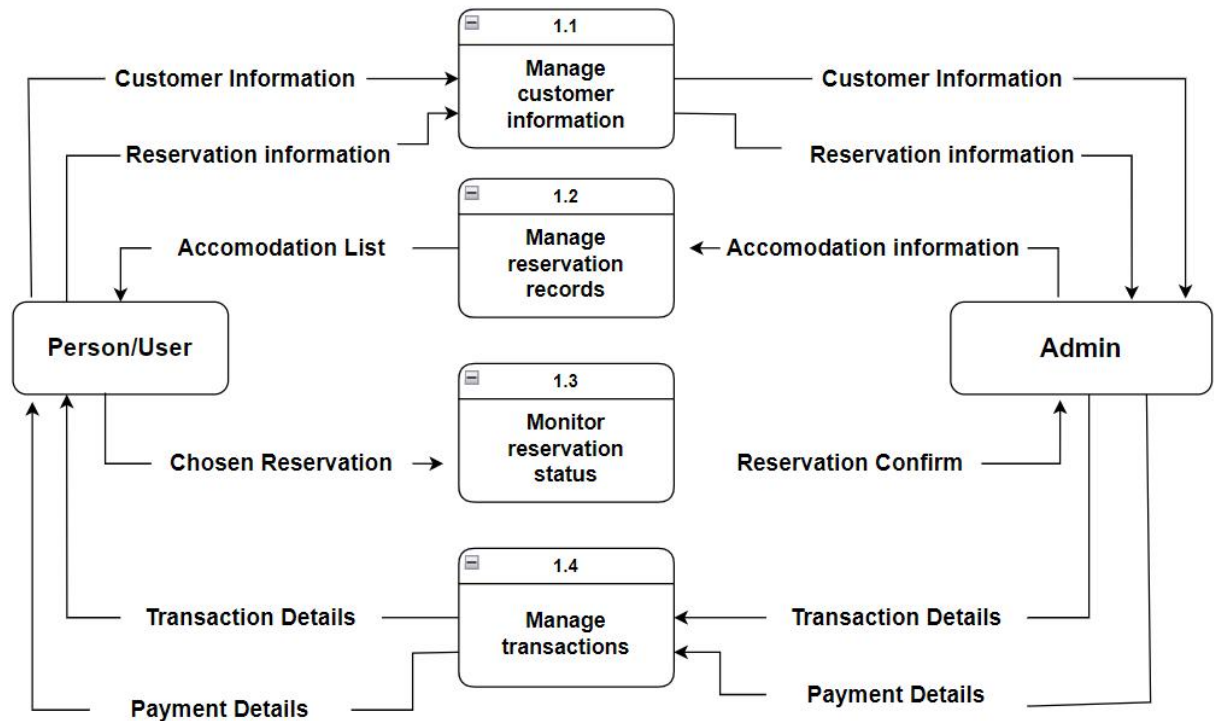 1.1
Manage
customer
information
Customer Information
Customer Information
Reservation information
Reservation information
1.2
Manage
reservation
records
Accomodation List
Accomodation information
Person/User
Admin
1.3
Monitor
reservation
status
Chosen Reservation
Reservation Confirm
1.4
Manage
transactions
Transaction Details
Transaction Details
Payment Details
Payment Details